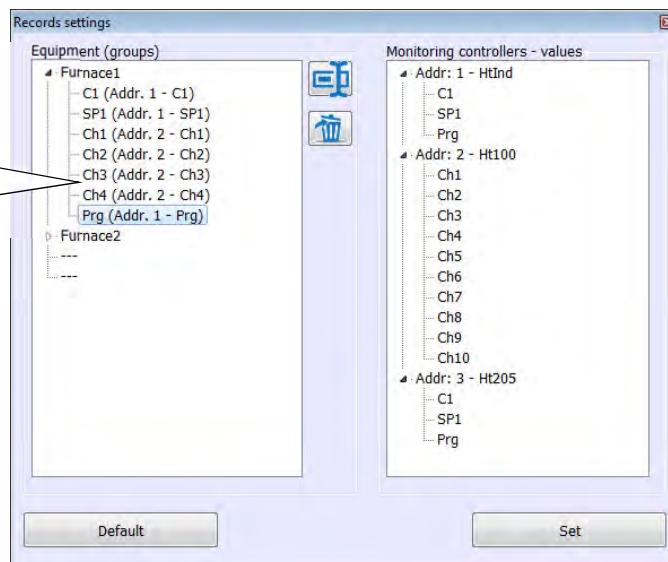 Records settings
Equipment (groups)
Furnace1
C1 (Addr. 1 - C1)
SP1 (Addr. 1 - SP1)
Ch1 (Addr. 2 - Ch1)
Ch2 (Addr. 2 - Ch2)
Ch3 (Addr. 2 - Ch3)
Ch4 (Addr. 2 - Ch4)
Prg (Addr. 1 - Prg)
Furnace2
---
---
Monitoring controllers - values
Addr: 1 - HtInd
C1
SP1
Prg
Addr: 2 - Ht100
Ch1
Ch2
Ch3
Ch4
Ch5
Ch6
Ch7
Ch8
Ch9
Ch10
Addr: 3 - Ht205
C1
SP1
Prg
Default
Set